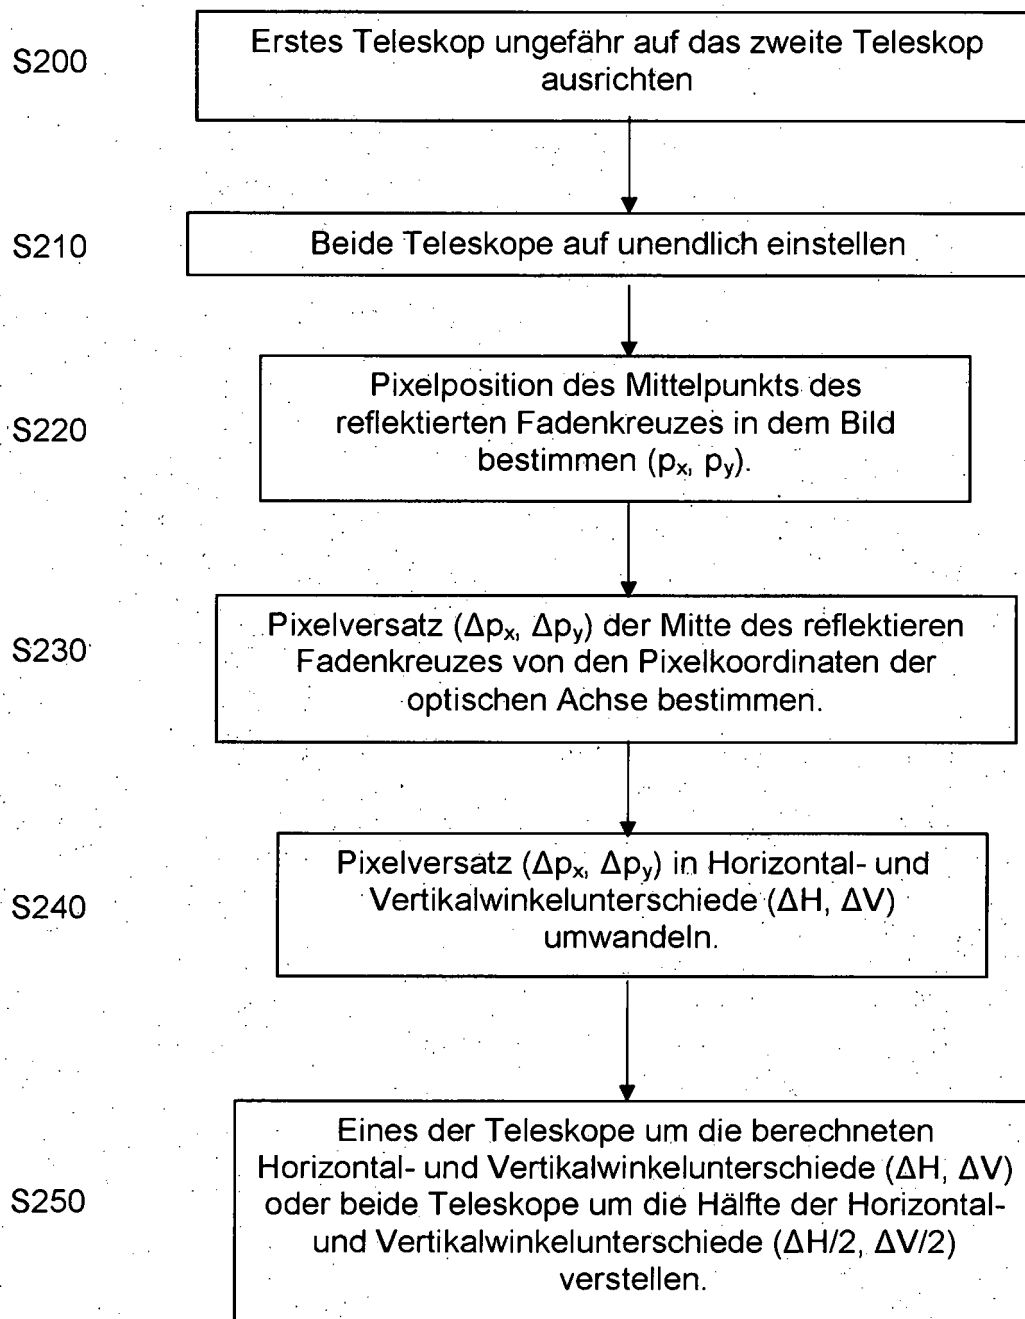 S200
Erstes Teleskop ungefähr auf das zweite Teleskop
ausrichten
S210
Beide Teleskope auf unendlich einstellen
S220
Pixelposition des Mittelpunkts des
reflektierten Fadenkreuzes in dem Bild
bestimmen (pₓ, p_y).
S230
Pixelversatz (Δpₓ, Δp_y) der Mitte des reflektieren
Fadenkreuzes von den Pixelkoordinaten der
optischen Achse bestimmen.
S240
Pixelversatz (Δpₓ, Δp_y) in Horizontal- und
Vertikalwinkelunterschiede (ΔH, ΔV)
umwandeln.
S250
Eines der Teleskope um die berechneten
Horizontal- und Vertikalwinkelunterschiede (ΔH, ΔV)
oder beide Teleskope um die Hälfte der Horizontal-
und Vertikalwinkelunterschiede (ΔH/2, ΔV/2)
verstellen.